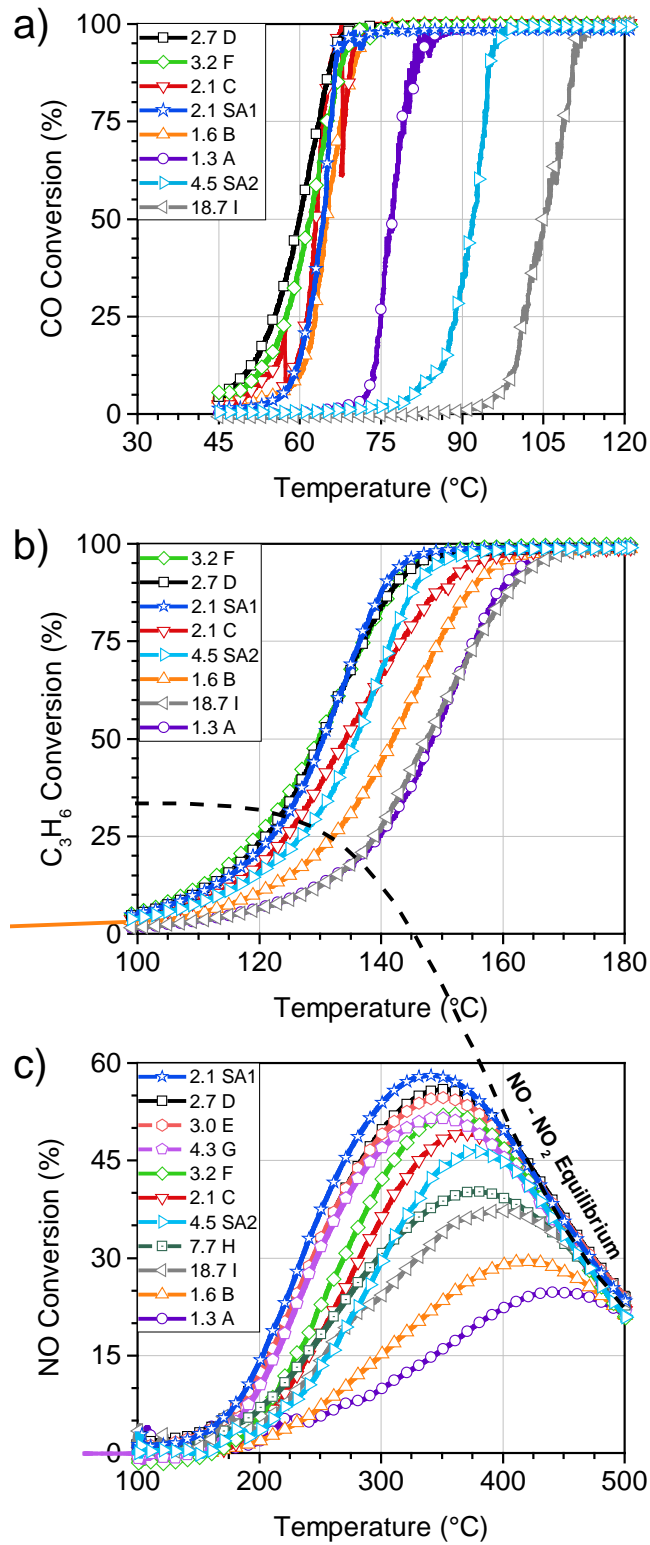 a)
CO Conversion (%)
100
75
50
25
0
2.7 D
3.2 F
2.1 C
2.1 SA1
1.6 B
1.3 A
4.5 SA2
18.7 I
30 45 60 75 90 105 120
Temperature (°C)
b)
C₃H₆ Conversion (%)
100
75
50
25
0
3.2 F
2.7 D
2.1 SA1
2.1 C
4.5 SA2
1.6 B
18.7 I
1.3 A
100 120 140 160 180
Temperature (°C)
c)
NO Conversion (%)
60
45
30
15
0
2.1 SA1
2.7 D
3.0 E
4.3 G
3.2 F
2.1 C
4.5 SA2
7.7 H
18.7 I
1.6 B
1.3 A
NO - NO₂ Equilibrium
100 200 300 400 500
Temperature (°C)